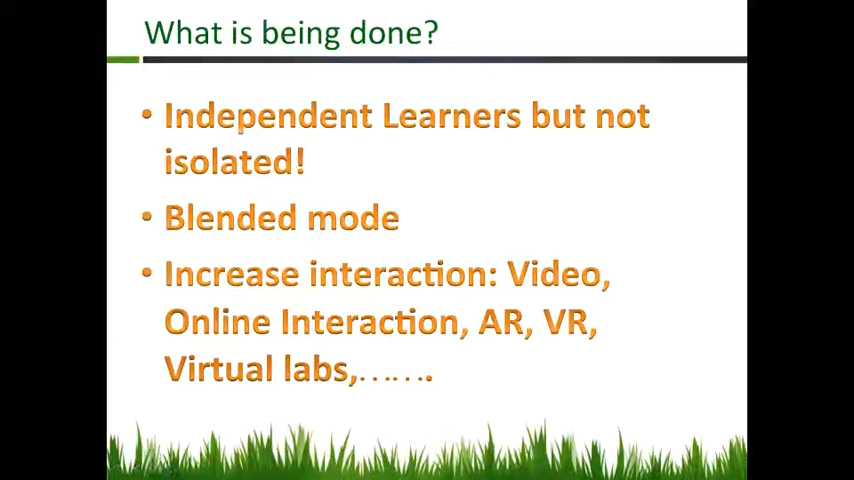 What is being done?
• Independent Learners but not
isolated!
• Blended mode
• Increase interaction: Video,
Online Interaction, AR, VR,
Virtual labs,…….